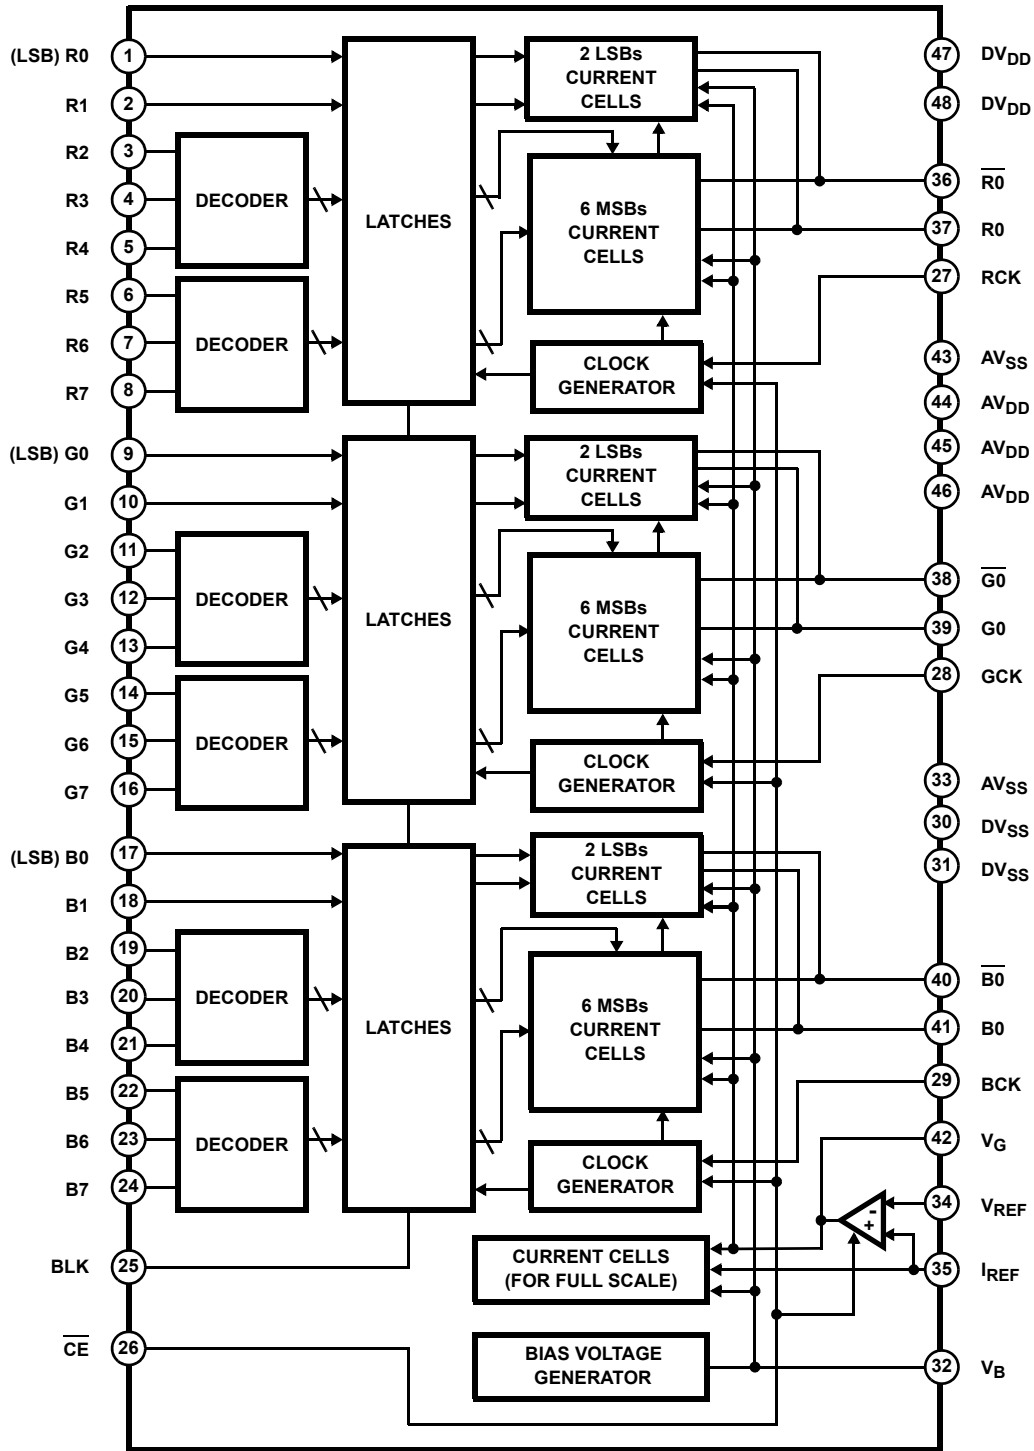 (LSB) R0 1
R1 2
R2 3
R3 4
R4 5
R5 6
R6 7
R7 8
(LSB) G0 9
G1 10
G2 11
G3 12
G4 13
G5 14
G6 15
G7 16
(LSB) B0 17
B1 18
B2 19
B3 20
B4 21
B5 22
B6 23
B7 24
BLK 25
CE 26
DECODER
DECODER
LATCHES
2 LSBs
CURRENT
CELLS
6 MSBs
CURRENT
CELLS
CLOCK
GENERATOR
DECODER
DECODER
LATCHES
2 LSBs
CURRENT
CELLS
6 MSBs
CURRENT
CELLS
CLOCK
GENERATOR
DECODER
DECODER
LATCHES
2 LSBs
CURRENT
CELLS
6 MSBs
CURRENT
CELLS
CLOCK
GENERATOR
CURRENT CELLS
(FOR FULL SCALE)
BIAS VOLTAGE
GENERATOR
-
+
47 DVDD
48 DVDD
36 R0
37 R0
27 RCK
43 AVSS
44 AVDD
45 AVDD
46 AVDD
38 G0
39 G0
28 GCK
33 AVSS
30 DVSS
31 DVSS
40 B0
41 B0
29 BCK
42 VG
34 VREF
35 IREF
32 VB